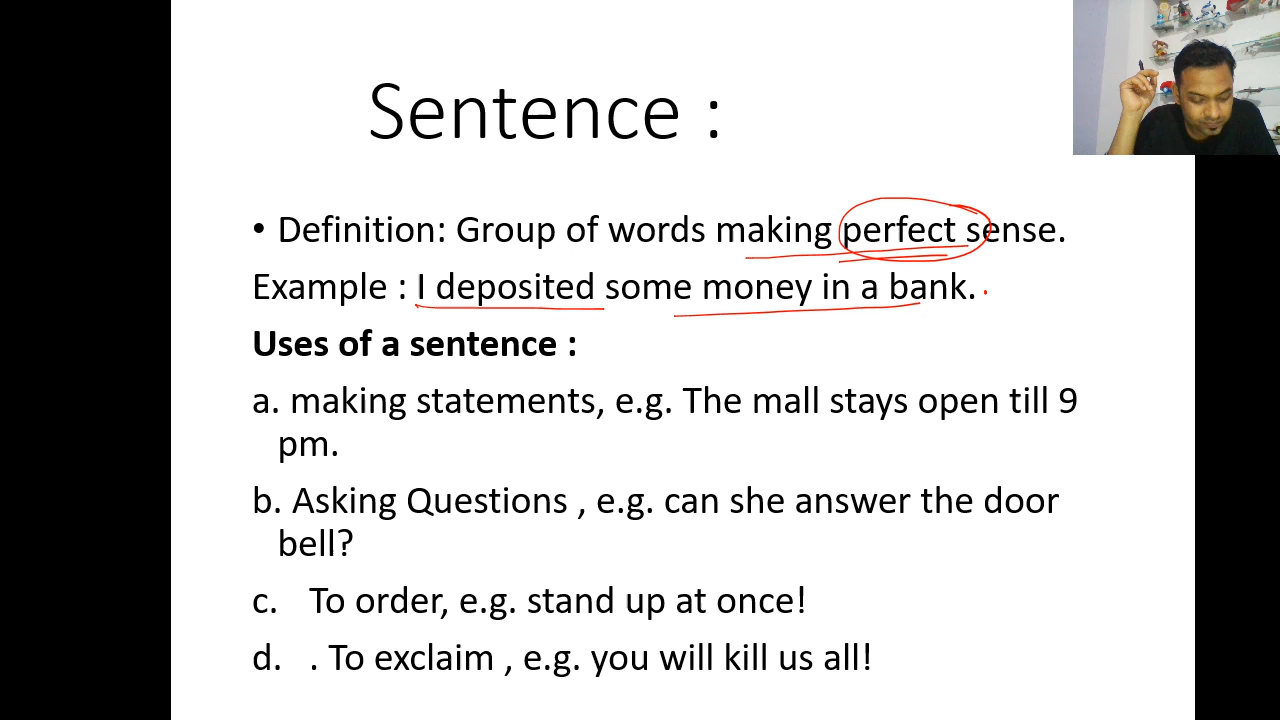 Sentence :
• Definition: Group of words making perfect sense.
Example : I deposited some money in a bank.
Uses of a sentence :
a. making statements, e.g. The mall stays open till 9
pm.
b. Asking Questions , e.g. can she answer the door
bell?
c. To order, e.g. stand up at once!
d. . To exclaim , e.g. you will kill us all!